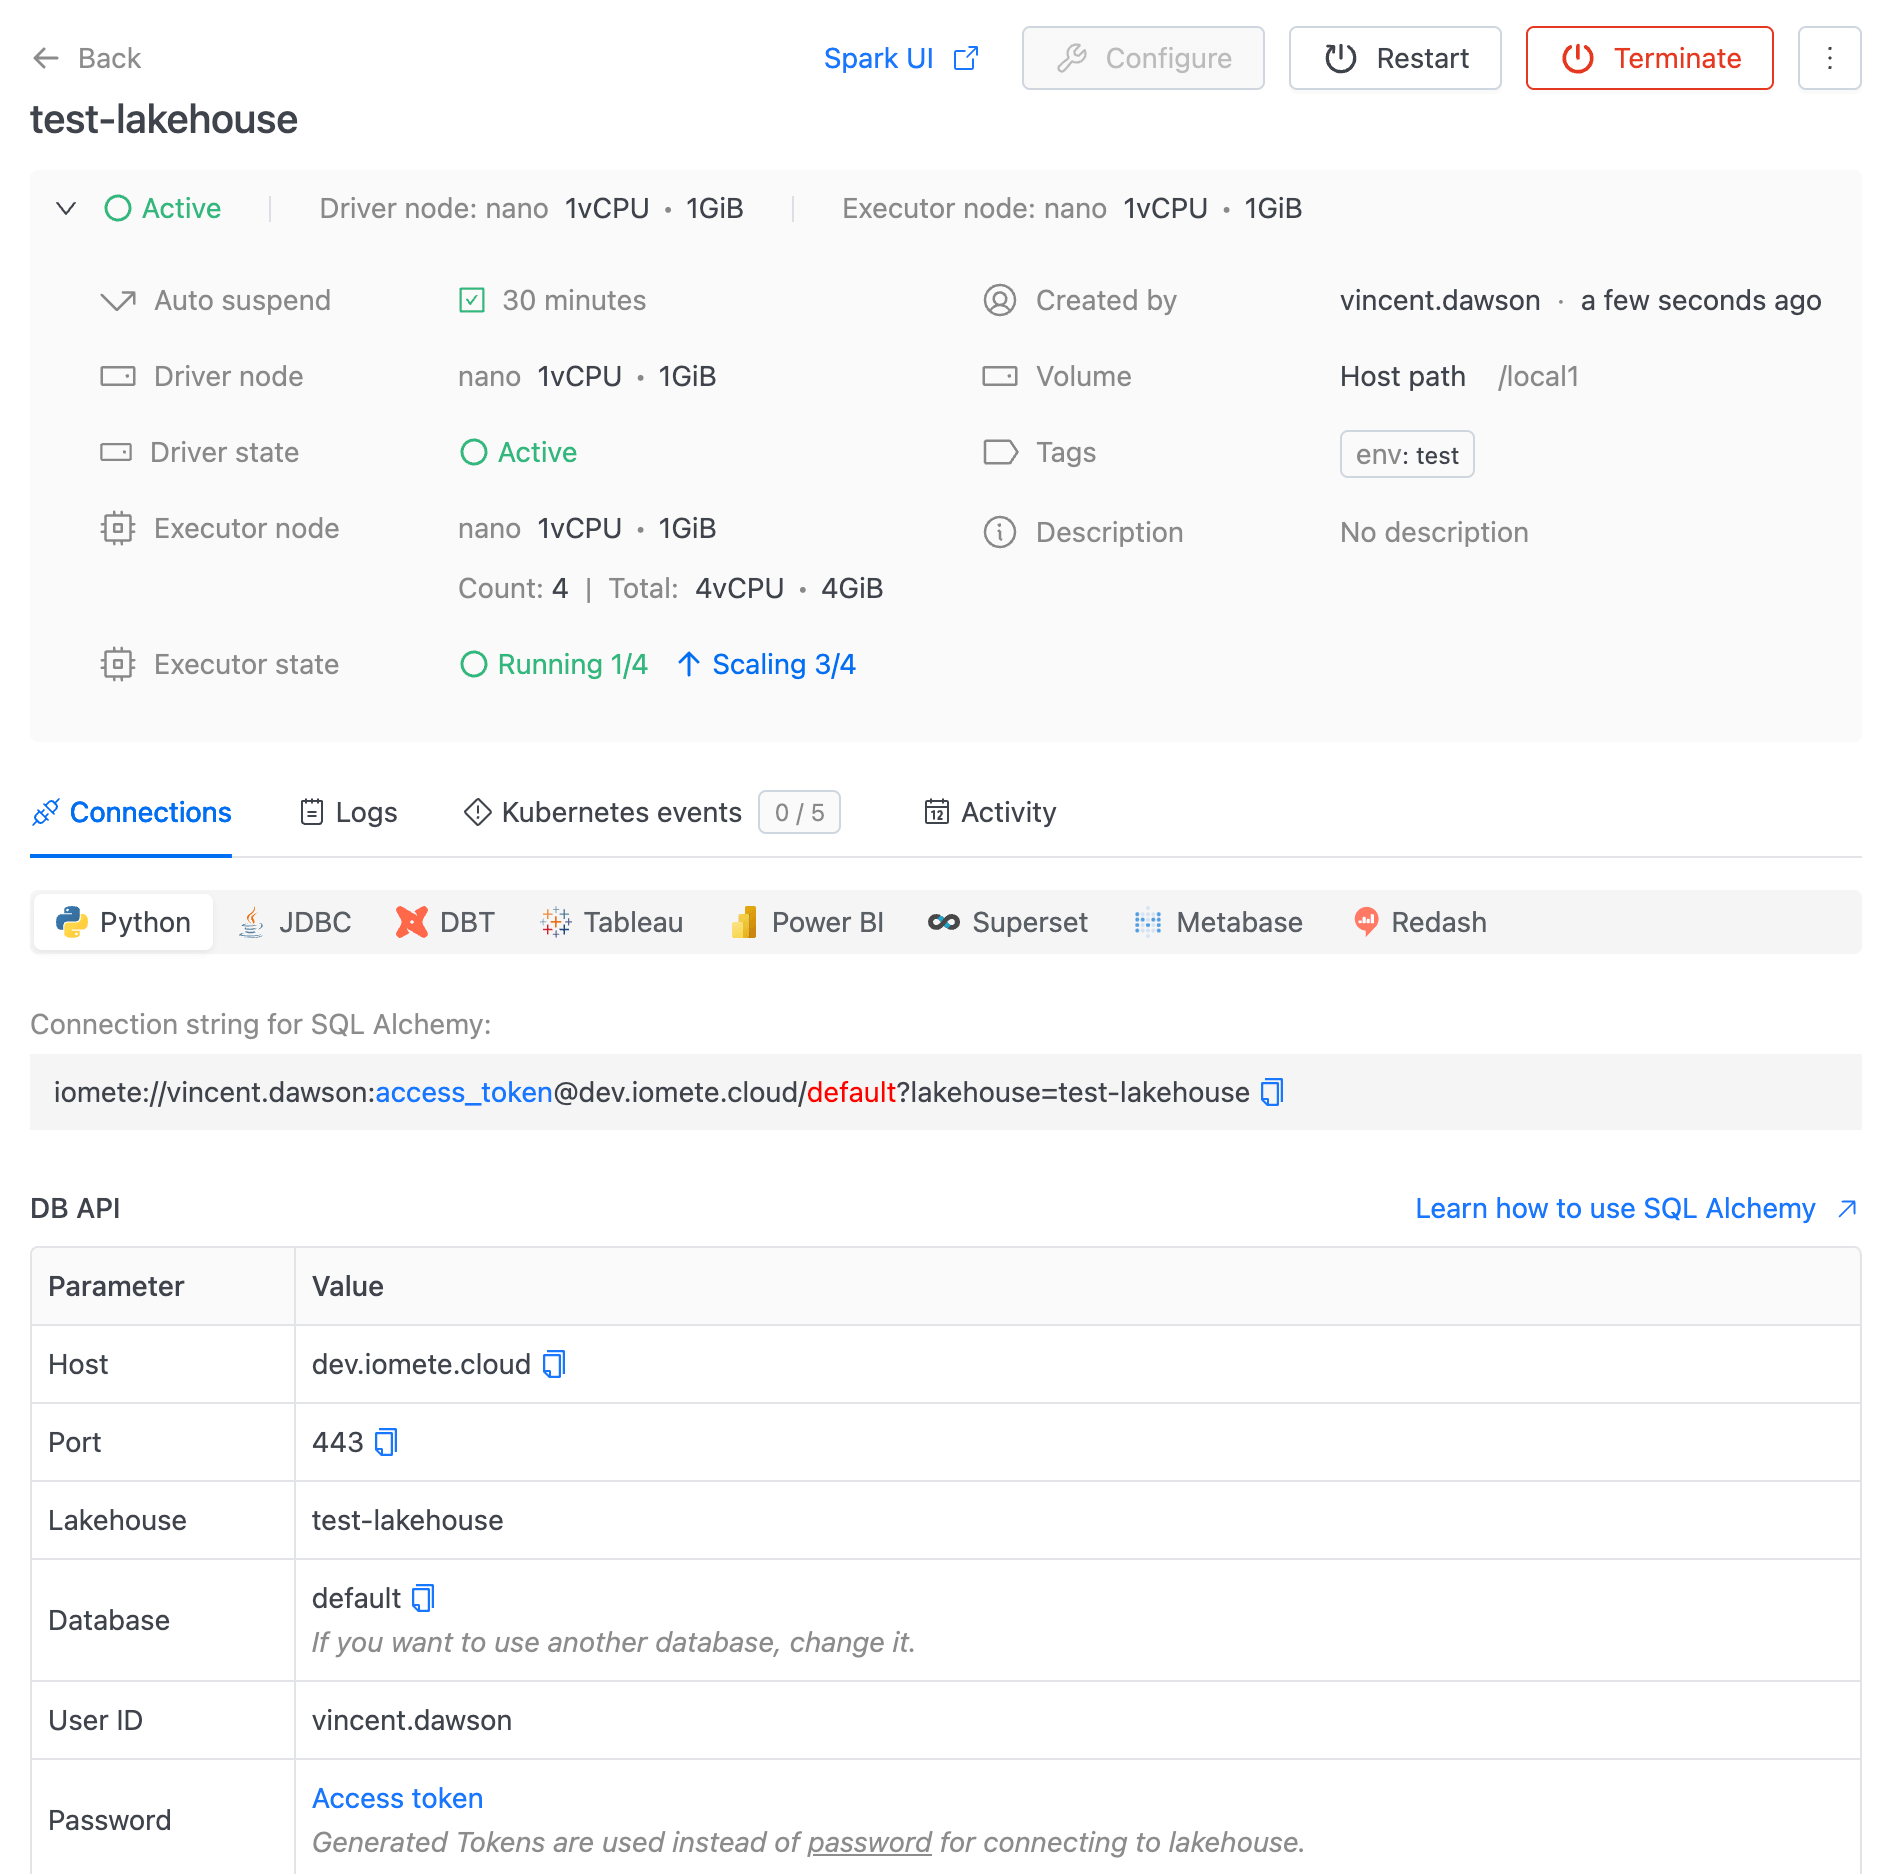 Back
Spark UI
Configure
Restart
Terminate
test-lakehouse
Active
Driver node: nano 1vCPU • 1GiB
Executor node: nano 1vCPU • 1GiB
Auto suspend
30 minutes
Created by
vincent.dawson · a few seconds ago
Driver node
nano 1vCPU • 1GiB
Volume
Host path /local1
Driver state
Active
Tags
env: test
Executor node
nano 1vCPU • 1GiB
Description
No description
Count: 4 | Total: 4vCPU • 4GiB
Executor state
Running 1/4
Scaling 3/4
Connections
Logs
Kubernetes events
0 / 5
12
Activity
Python
JDBC
DBT
Tableau
Power BI
Superset
Metabase
Redash
Connection string for SQL Alchemy:
iomete://vincent.dawson:access_token@dev.iomete.cloud/default?lakehouse=test-lakehouse
DB API
Learn how to use SQL Alchemy
Parameter
Value
Host
dev.iomete.cloud
Port
443
Lakehouse
test-lakehouse
Database
default
If you want to use another database, change it.
User ID
vincent.dawson
Password
Access token
Generated Tokens are used instead of password for connecting to lakehouse.